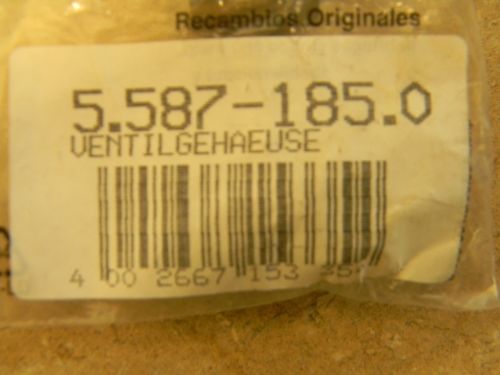 Recambios Originales
5.587-185.0
VENTILGEHAEUSE
4 002667 153